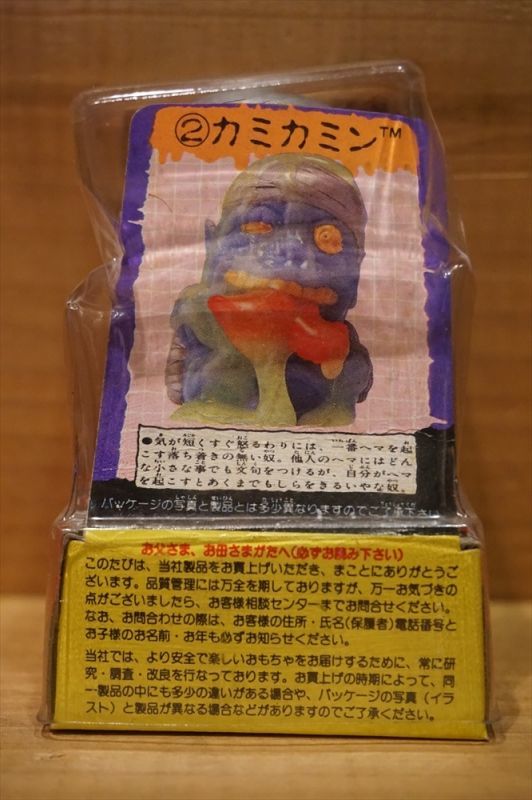 ②カミカミン™
●気が短くすぐ怒るわりには、一番ヘマを起
こす落ち着きの無い奴。他人のヘマにはどん
な小さな事でも文句をつけるが、自分がヘマ
を起こすとあくまでもしらをきるいやな奴。
パッケージの写真と製品とは多少異なりますのでご了承下さい
お父さま、お母さまがたへ(必ずお読み下さい)
このたびは、当社製品をお買上げいただき、まことにありがとうご
ざいます。品質管理には万全を期しておりますが、万一お気づきの
点がございましたら、お客様相談センターまでお問合せください。
なお、お問合わせの際は、お客様の住所・氏名(保護者)電話番号と
お子様のお名前・お年も必ずお知らせください。
当社では、より安全で楽しいおもちゃをお届けするために、常に研
究・調査・改良を行なっております。お買上げの時期によって、同
一製品の中にも多少の違いがある場合や、パッケージの写真（イラ
スト）と製品が異なる場合などがありますのでご了承ください。